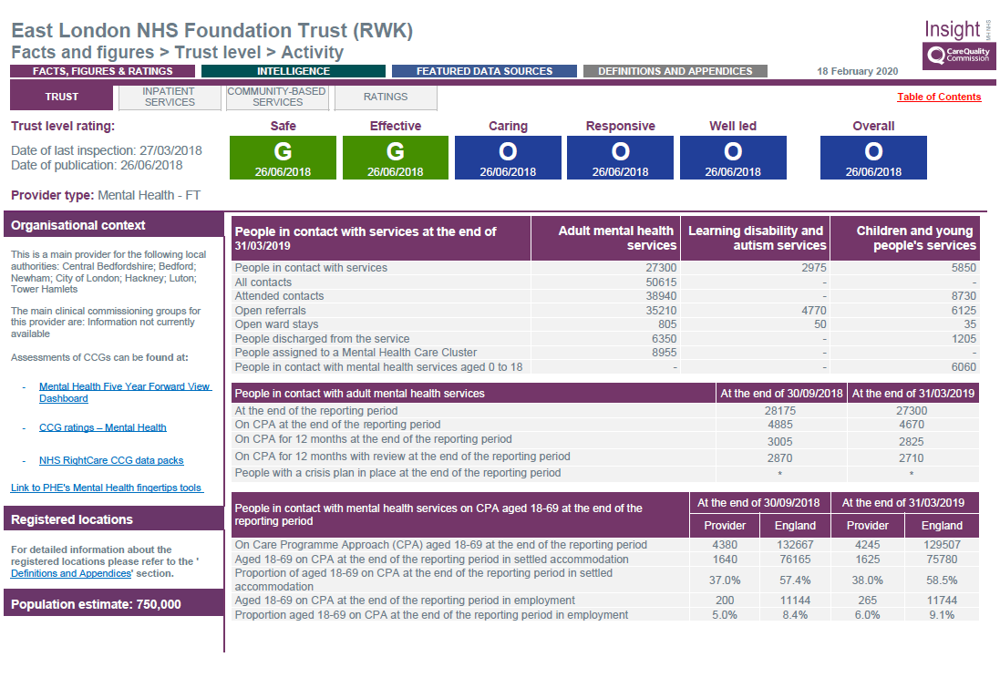 East London NHS Foundation Trust (RWK)
Facts and figures > Trust level > Activity
Insight
MH NHS
CareQuality
Commission
FACTS, FIGURES & RATINGS INTELLIGENCE FEATURED DATA SOURCES DEFINITIONS AND APPENDICES 18 February 2020
TRUST INPATIENT SERVICES COMMUNITY-BASED SERVICES RATINGS
Table of Contents
Trust level rating: Safe Effective Caring Responsive Well led Overall
Date of last inspection: 27/03/2018
Date of publication: 26/06/2018
G G O O O O
26/06/2018 26/06/2018 26/06/2018 26/06/2018 26/06/2018 26/06/2018
Provider type: Mental Health - FT
Organisational context
This is a main provider for the following local
authorities: Central Bedfordshire; Bedford;
Newham; City of London; Hackney; Luton;
Tower Hamlets
The main clinical commissioning groups for
this provider are: Information not currently
available
Assessments of CCGs can be found at:
- Mental Health Five Year Forward View
Dashboard
- CCG ratings – Mental Health
- NHS RightCare CCG data packs
Link to PHE's Mental Health fingertips tools
Registered locations
For detailed information about the
registered locations please refer to the '
Definitions and Appendices' section.
Population estimate: 750,000
People in contact with services at the end of
31/03/2019
Adult mental health
services
Learning disability and
autism services
Children and young
people's services
People in contact with services 27300 2975 5850
All contacts 50615 - -
Attended contacts 38940 - 8730
Open referrals 35210 4770 6125
Open ward stays 805 50 35
People discharged from the service 6350 - 1205
People assigned to a Mental Health Care Cluster 8955 - -
People in contact with mental health services aged 0 to 18 - - 6060
People in contact with adult mental health services At the end of 30/09/2018 At the end of 31/03/2019
At the end of the reporting period 28175 27300
On CPA at the end of the reporting period 4885 4670
On CPA for 12 months at the end of the reporting period 3005 2825
On CPA for 12 months with review at the end of the reporting period 2870 2710
People with a crisis plan in place at the end of the reporting period * *
People in contact with mental health services on CPA aged 18-69 at the end of the
reporting period
At the end of 30/09/2018 At the end of 31/03/2019
Provider England Provider England
On Care Programme Approach (CPA) aged 18-69 at the end of the reporting period 4380 132667 4245 129507
Aged 18-69 on CPA at the end of the reporting period in settled accommodation 1640 76165 1625 75780
Proportion of aged 18-69 on CPA at the end of the reporting period in settled
accommodation 37.0% 57.4% 38.0% 58.5%
Aged 18-69 on CPA at the end of the reporting period in employment 200 11144 265 11744
Proportion aged 18-69 on CPA at the end of the reporting period in employment 5.0% 8.4% 6.0% 9.1%